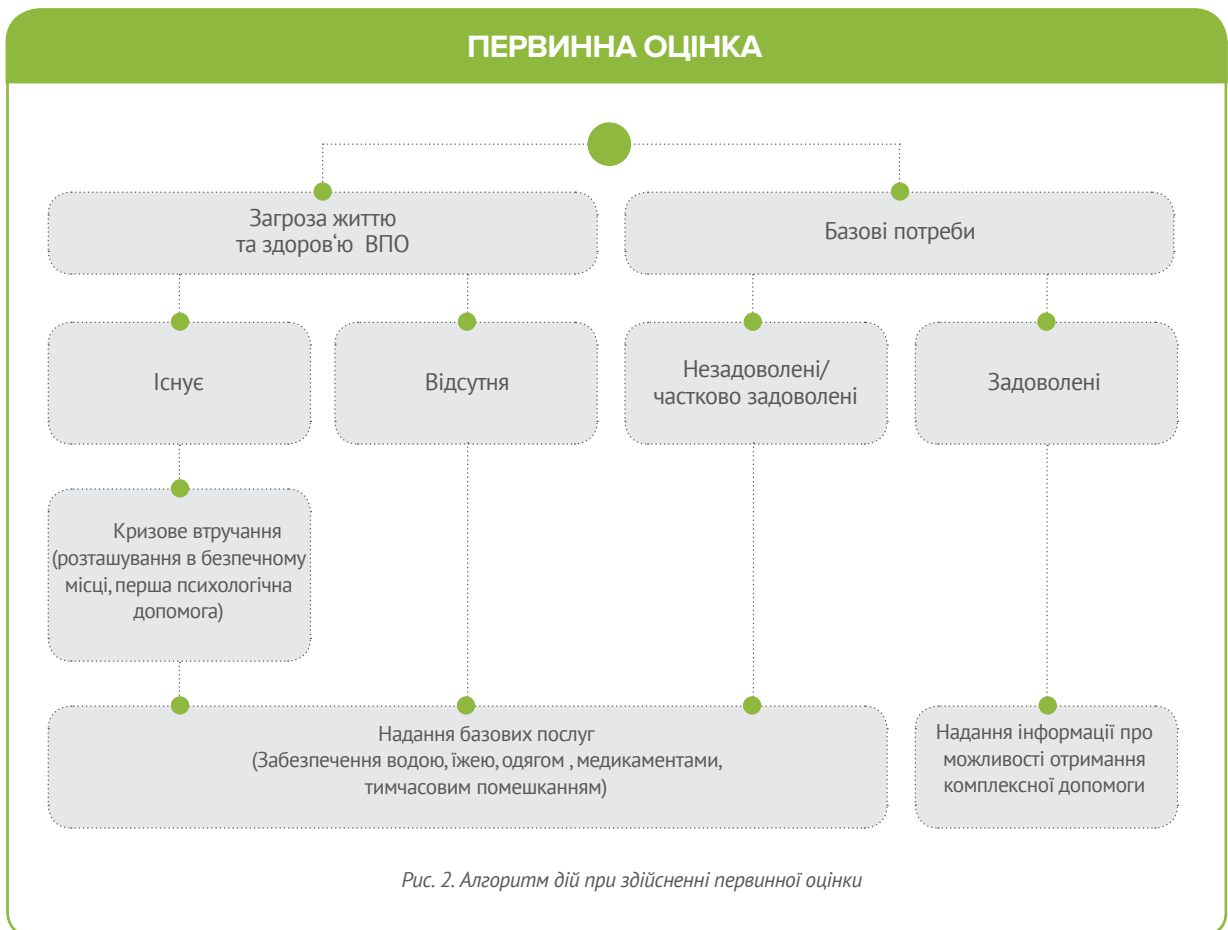 ПЕРВИННА ОЦІНКА
Загроза життю
та здоров‘ю ВПО
Базові потреби
Існує
Відсутня
Незадоволені/
частково задоволені
Задоволені
Кризове втручання
(розташування в безпечному
місці, перша психологічна
допомога)
Надання базових послуг
(Забезпечення водою, їжею, одягом , медикаментами,
тимчасовим помешканням)
Надання інформації про
можливості отримання
комплексної допомоги
Рис. 2. Алгоритм дій при здійсненні первинної оцінки